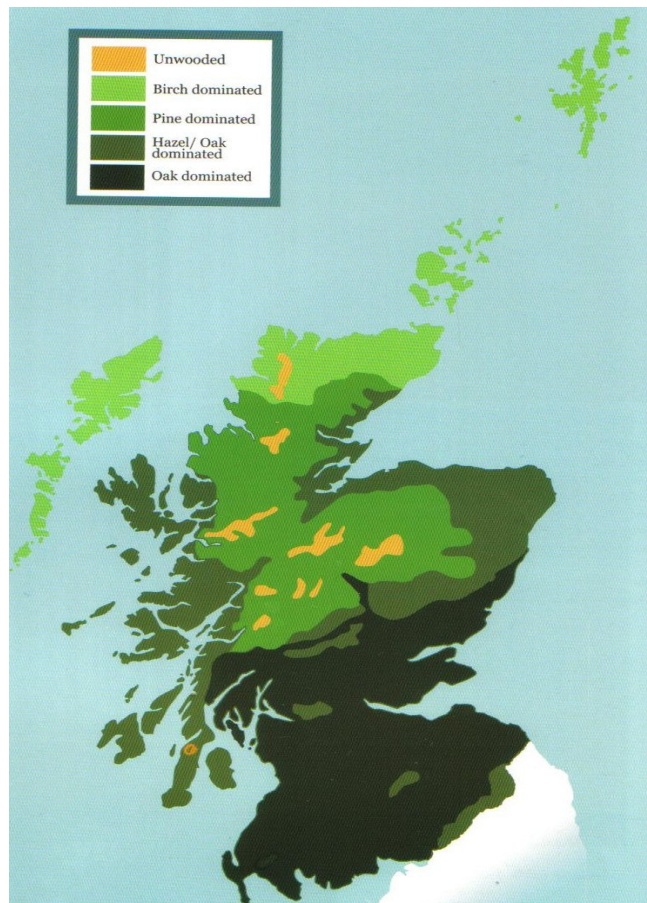 Unwooded
Birch dominated
Pine dominated
Hazel/ Oak
dominated
Oak dominated